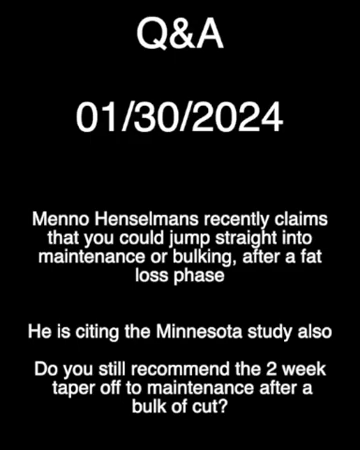 Q&A
01/30/2024
Menno Henselmans recently claims
that you could jump straight into
maintenance or bulking, after a fat
loss phase
He is citing the Minnesota study also
Do you still recommend the 2 week
taper off to maintenance after a
bulk of cut?